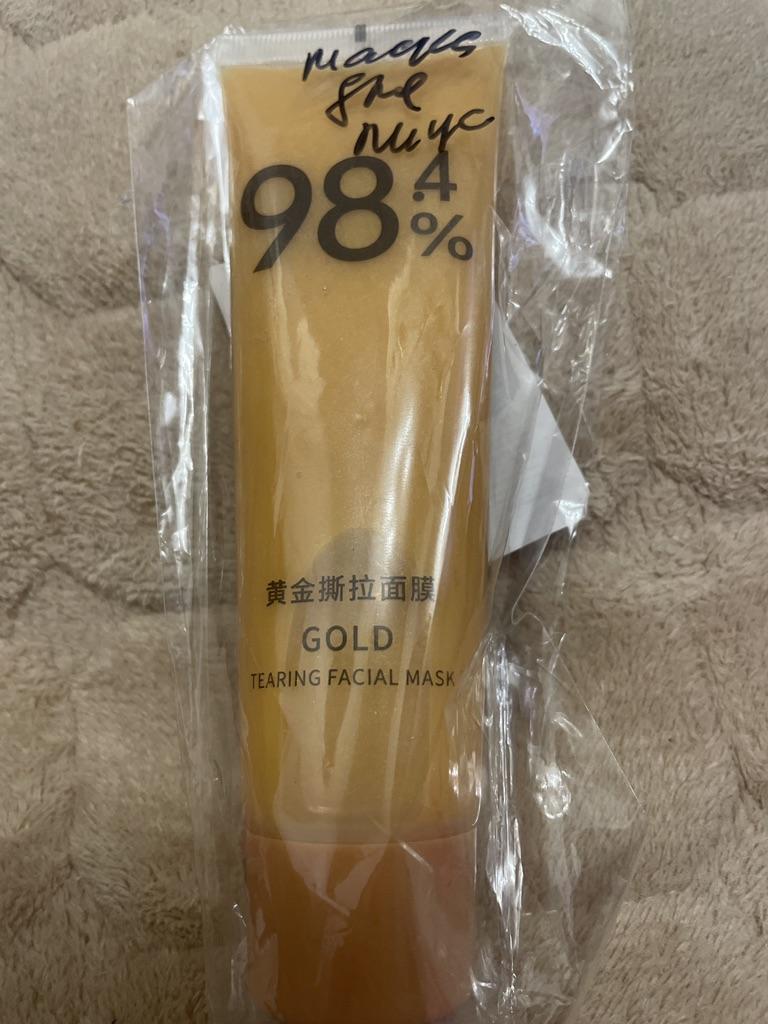 маска
для
лица
98.4%
黄金撕拉面膜
GOLD
TEARING FACIAL MASK